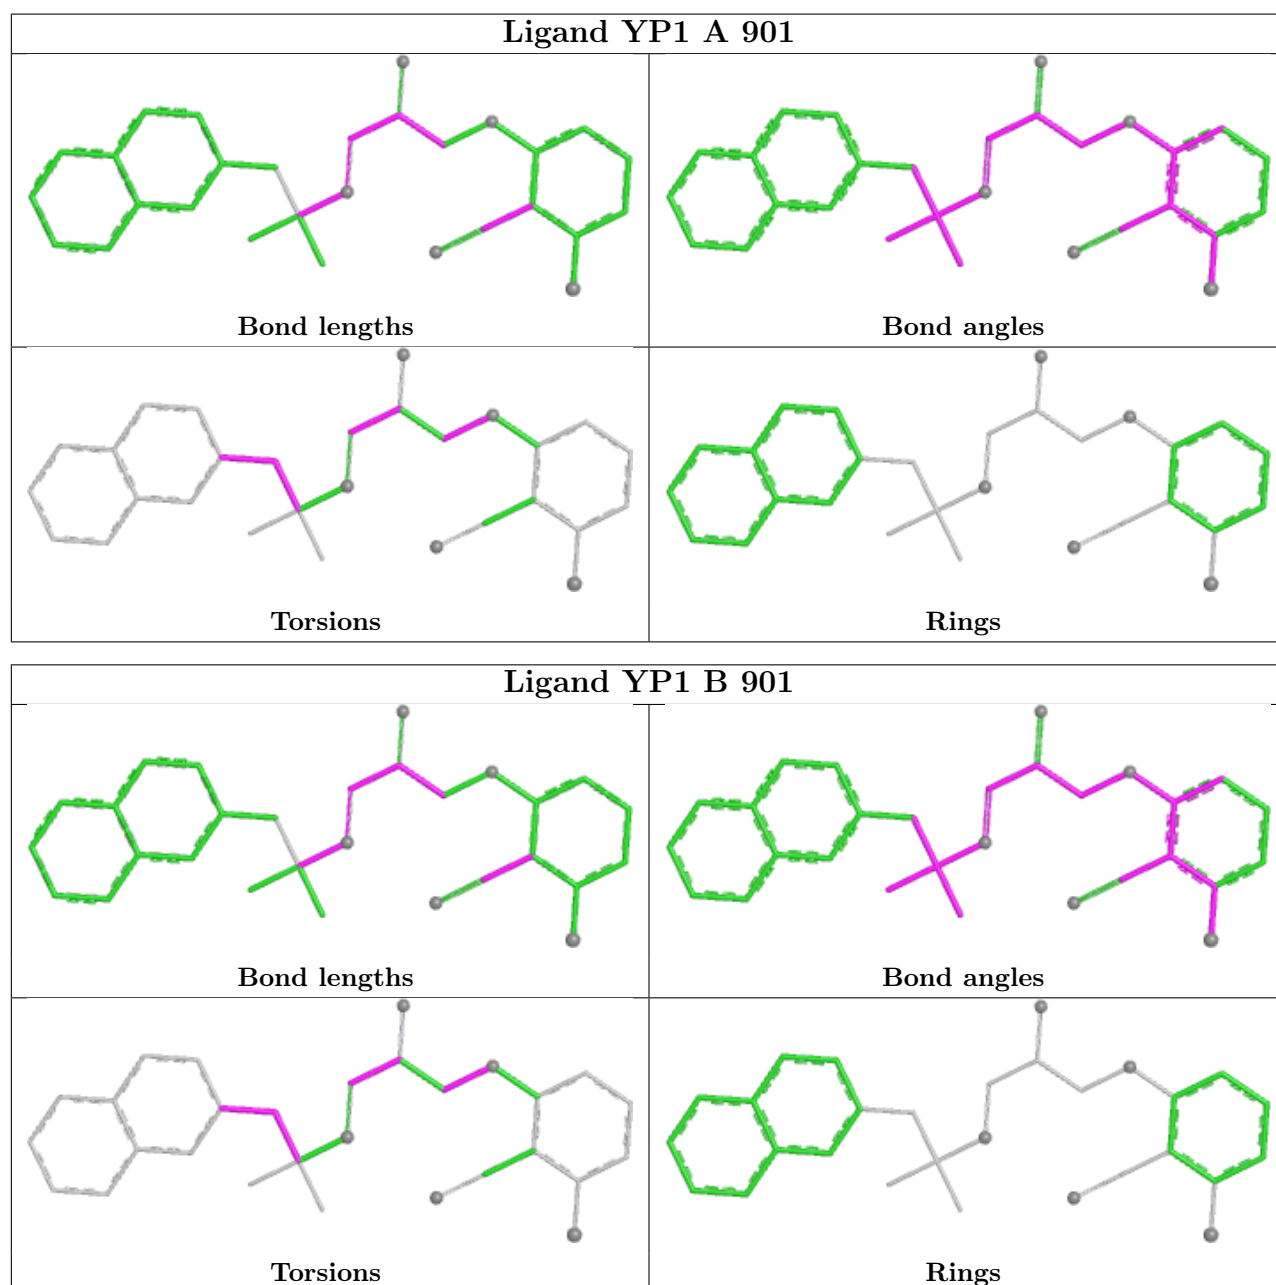 Ligand YP1 A 901
Bond lengths
Bond angles
Torsions
Rings
Ligand YP1 B 901
Bond lengths
Bond angles
Torsions
Rings